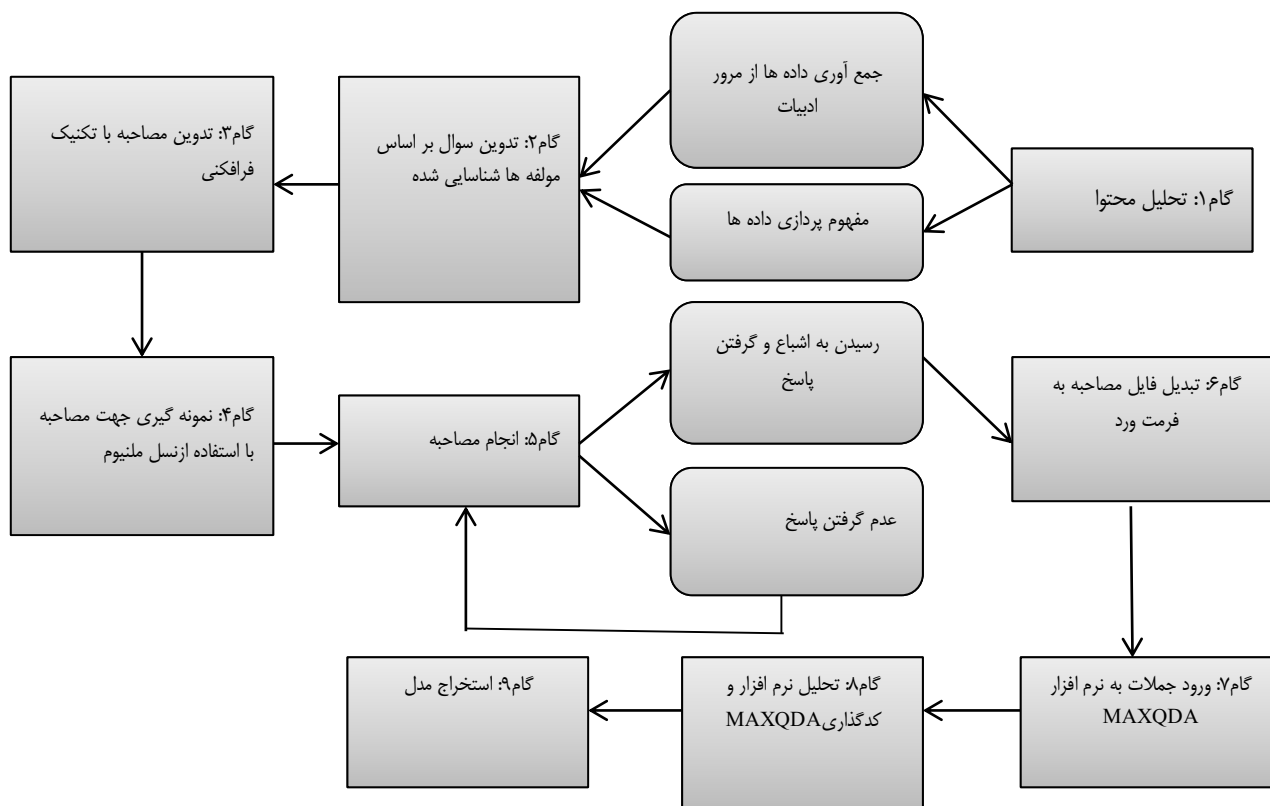 گام۱: تحلیل محتوا
جمع آوری داده ها از مرور
ادبیات
مفهوم پردازی داده ها
گام۲: تدوین سوال بر اساس
مولفه ها شناسایی شده
گام۳: تدوین مصاحبه با تکنیک
فرافکنی
گام۴: نمونه گیری جهت مصاحبه
با استفاده ازنسل ملنیوم
گام۵: انجام مصاحبه
رسیدن به اشباع و گرفتن
پاسخ
عدم گرفتن پاسخ
گام۶: تبدیل فایل مصاحبه به
فرمت ورد
گام۷: ورود جملات به نرم افزار
MAXQDA
گام۸: تحلیل نرم افزار و
کدگذاریMAXQDA
گام۹: استخراج مدل